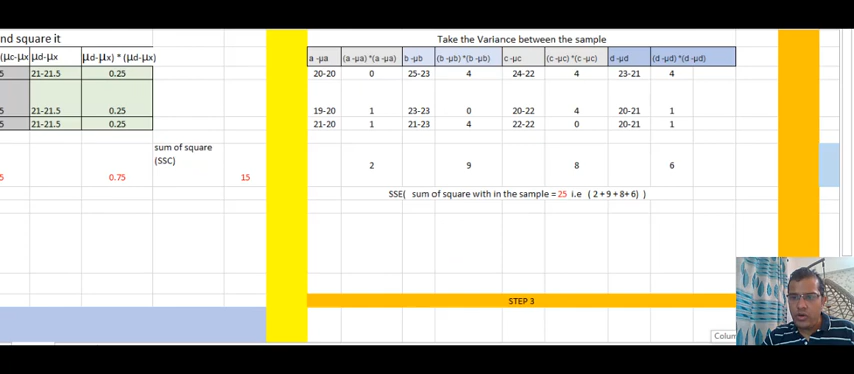 nd square it
Take the Variance between the sample
(μc-μx μd-μx μd-μx) * (μd-μx)
a -μa (a -μa) *(a -μa) b -μb (b -μb) *(b -μb) c -μc (c -μc) *(c -μc) d -μd (d -μd) *(d -μd)
5 21-21.5 0.25 20-20 0 25-23 4 24-22 4 23-21 4
5 21-21.5 0.25 19-20 1 23-23 0 20-22 4 20-21 1
5 21-21.5 0.25 21-20 1 21-23 4 22-22 0 20-21 1
sum of square
(SSC)
2 9 8 6
5 0.75 15
SSE( sum of square with in the sample = 25 i.e ( 2 + 9 + 8+ 6) )
STEP 3
Colum